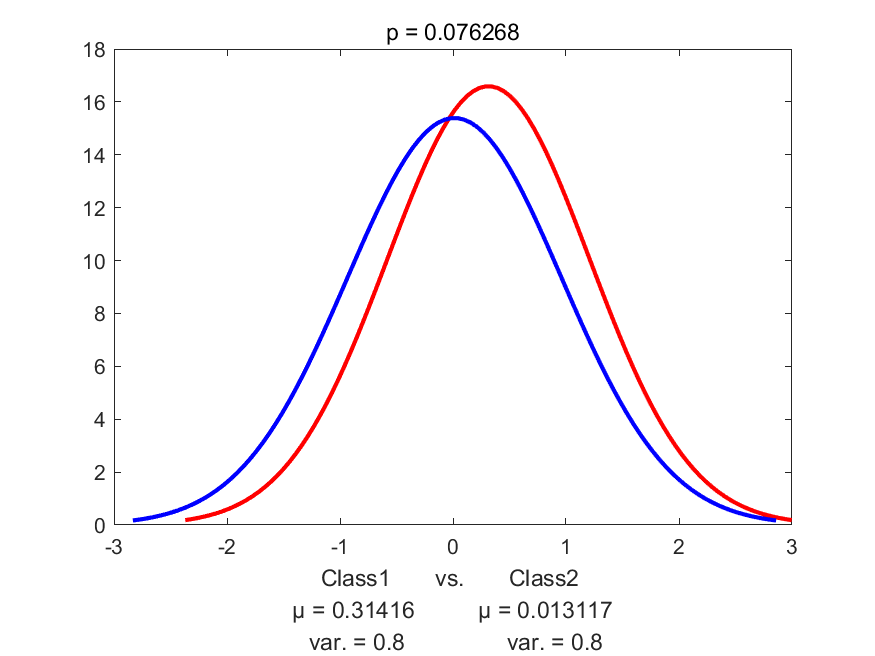 p = 0.076268
18
16
14
12
10
8
6
4
2
0
-3 -2 -1 0 1 2 3
Class1 vs. Class2
μ = 0.31416 μ = 0.013117
var. = 0.8 var. = 0.8